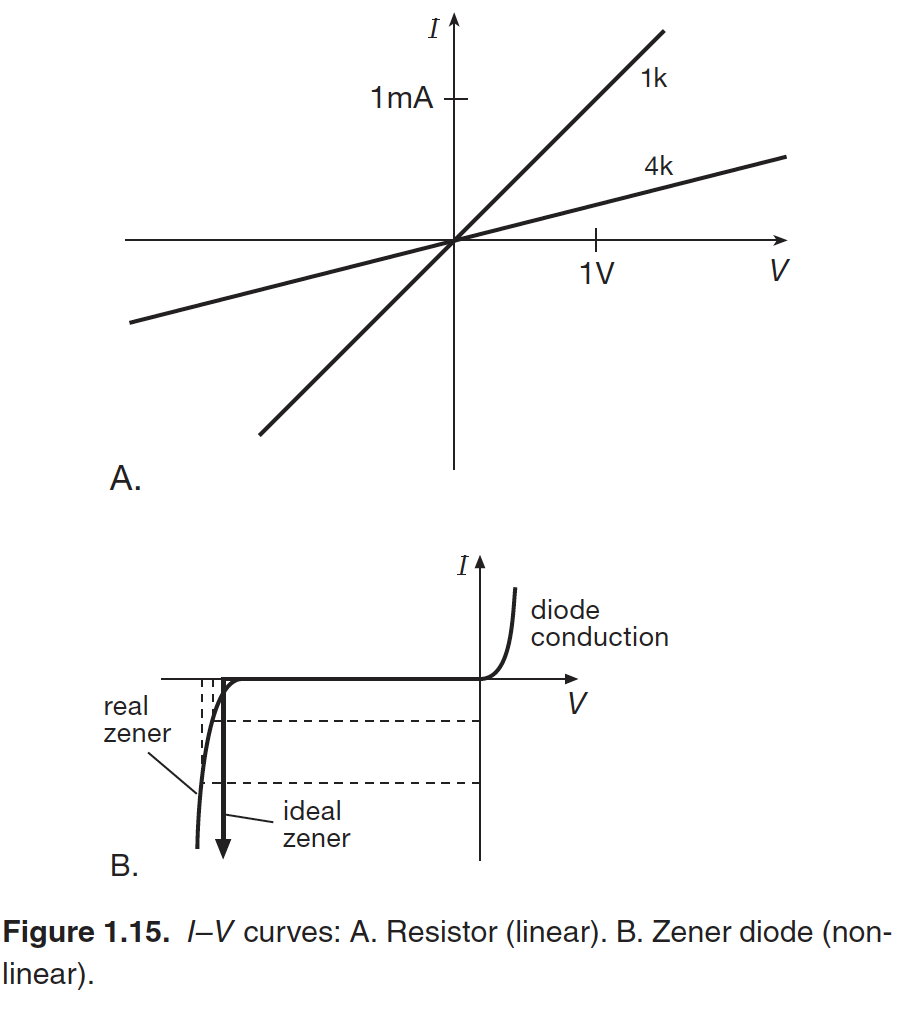 I
1mA
1k
4k
1V
V
A.
I
diode
conduction
V
real
zener
ideal
zener
B.
Figure 1.15. I–V curves: A. Resistor (linear). B. Zener diode (non-
linear).